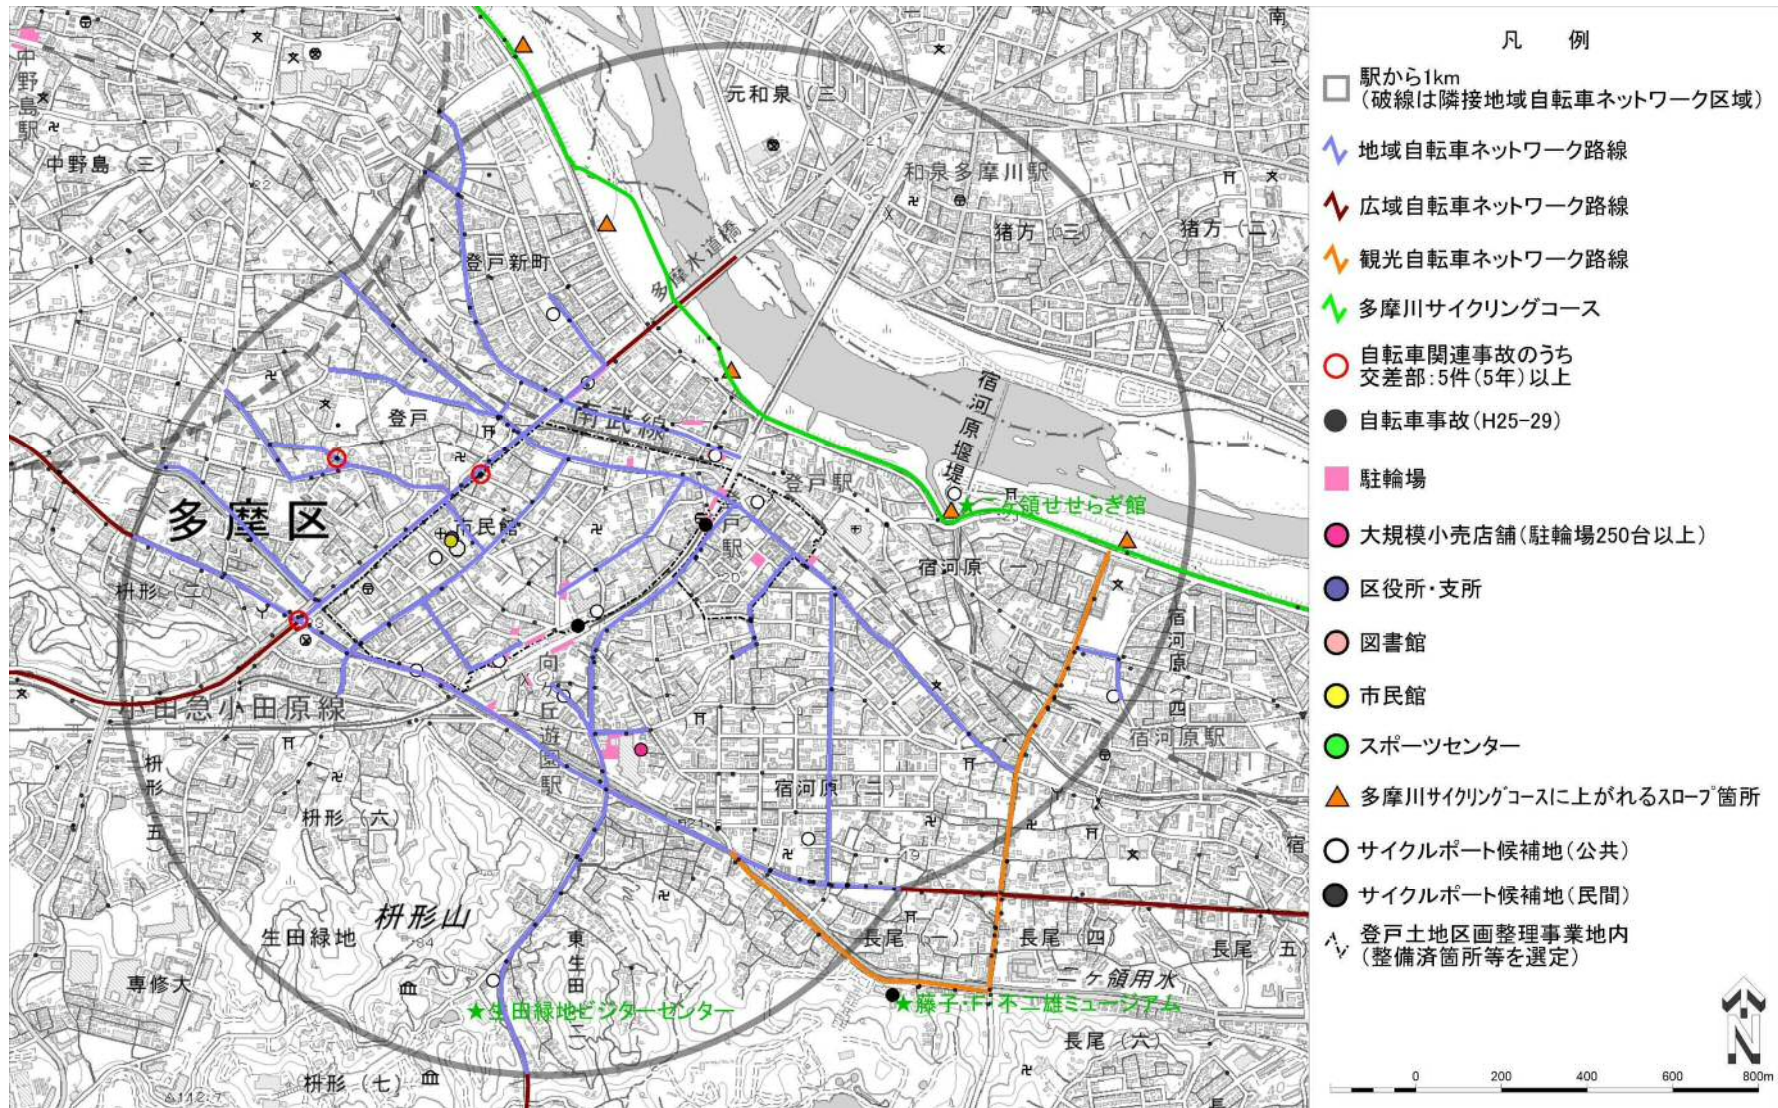 凡　例
駅から1km
(破線は隣接地域自転車ネットワーク区域)
地域自転車ネットワーク路線
広域自転車ネットワーク路線
観光自転車ネットワーク路線
多摩川サイクリングコース
自転車関連事故のうち
交差部:5件(5年)以上
自転車事故(H25-29)
駐輪場
大規模小売店舗(駐輪場250台以上)
区役所・支所
図書館
市民館
スポーツセンター
多摩川サイクリングコースに上がれるスロープ箇所
サイクルポート候補地(公共)
サイクルポート候補地(民間)
登戸土地区画整理事業地内
(整備済箇所等を選定)
N
0 200 400 600 800m
中野島駅
中野島(三)
元和泉(三)
和泉多摩川駅
猪方(三)
猪方(二)
南
登戸新町
多摩水道橋
宿河原堰堤
登戸
南武線
登戸駅
★二ヶ領せせらぎ館
多摩区
市民館
宿河原(一)
枡形(二)
宿河原(四)
小田急小田原線
向ヶ丘遊園駅
宿河原駅
枡形(五)
枡形(六)
宿河原(二)
宿
枡形山
84
生田緑地
専修大
東生田(二)
長尾(一)
長尾(四)
長尾(五)
二ヶ領用水
★生田緑地ビジターセンター
★藤子・F・不二雄ミュージアム
長尾(六)
枡形(七)
112.7
長